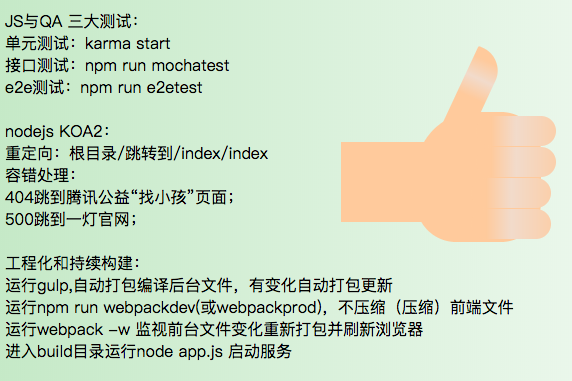 JS与QA 三大测试：
单元测试：karma start
接口测试：npm run mochatest
e2e测试：npm run e2etest
nodejs KOA2：
重定向：根目录/跳转到/index/index
容错处理：
404跳到腾讯公益“找小孩”页面；
500跳到一灯官网；
工程化和持续构建：
运行gulp,自动打包编译后台文件，有变化自动打包更新
运行npm run webpackdev(或webpackprod)，不压缩（压缩）前端文件
运行webpack -w 监视前台文件变化重新打包并刷新浏览器
进入build目录运行node app.js 启动服务